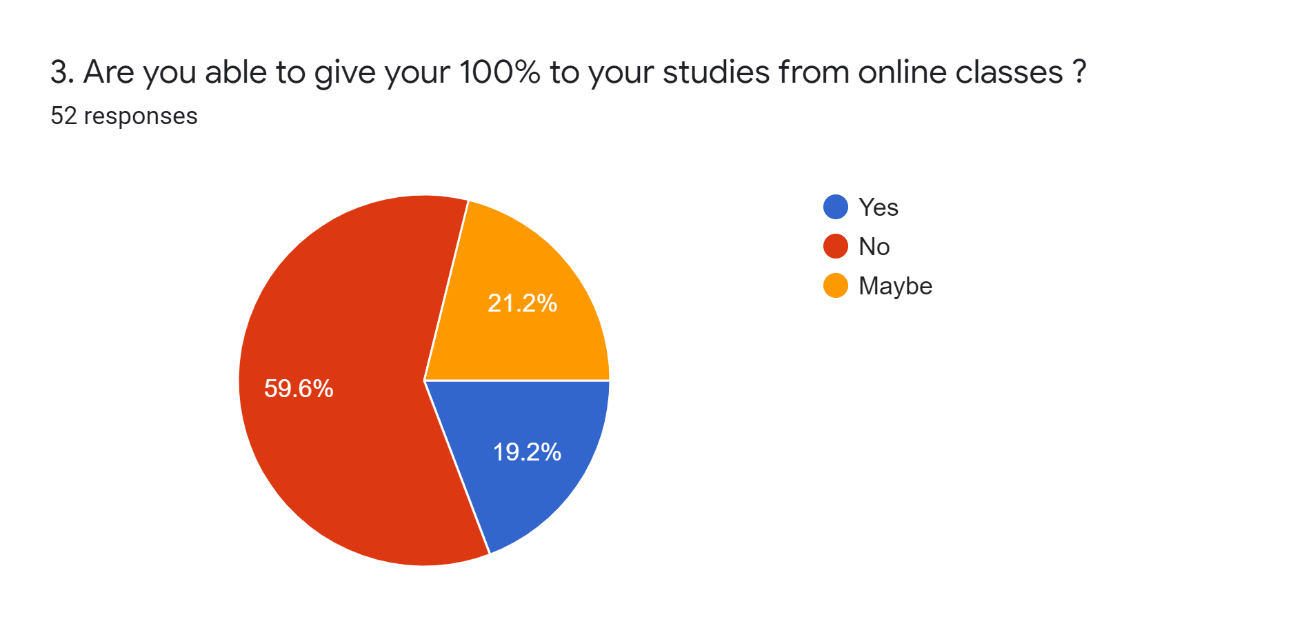 3. Are you able to give your 100% to your studies from online classes ?
52 responses
Yes
No
Maybe
21.2%
59.6%
19.2%